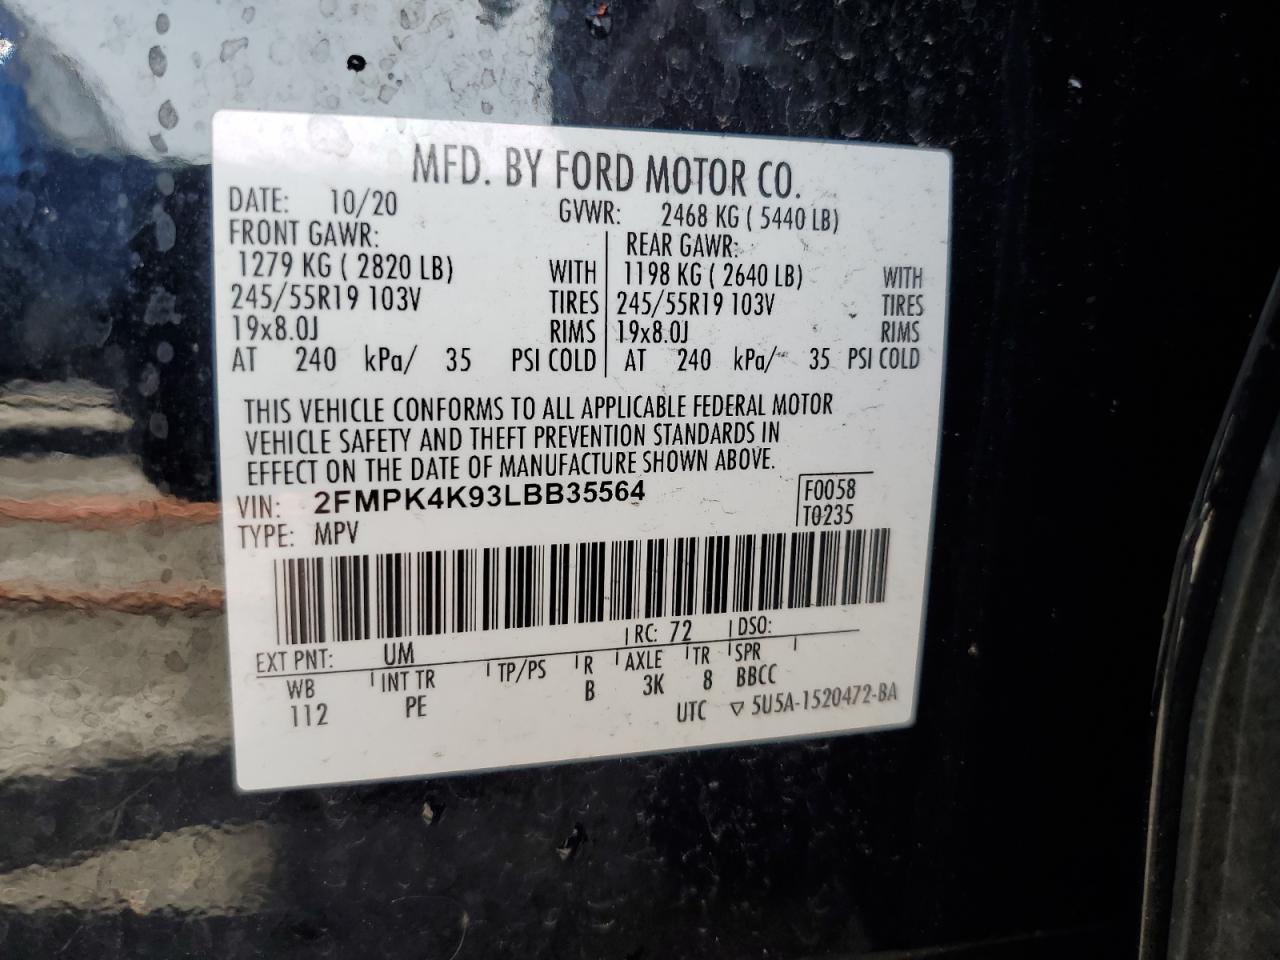 MFD. BY FORD MOTOR CO.
DATE: 10/20 GVWR: 2468 KG ( 5440 LB)
FRONT GAWR: REAR GAWR:
1279 KG ( 2820 LB) WITH 1198 KG ( 2640 LB) WITH
245/55R19 103V TIRES 245/55R19 103V TIRES
19x8.0J RIMS 19x8.0J RIMS
AT 240 kPa/ 35 PSI COLD AT 240 kPa/ 35 PSI COLD
THIS VEHICLE CONFORMS TO ALL APPLICABLE FEDERAL MOTOR
VEHICLE SAFETY AND THEFT PREVENTION STANDARDS IN
EFFECT ON THE DATE OF MANUFACTURE SHOWN ABOVE.
VIN: 2FMPK4K93LBB35564 F0058
TYPE: MPV T0235
EXT PNT: UM RC: 72 DSO:
WB INT TR TP/PS R AXLE TR SPR
112 PE B 3K 8 BBCC
UTC ▽ 5U5A-1520472-BA